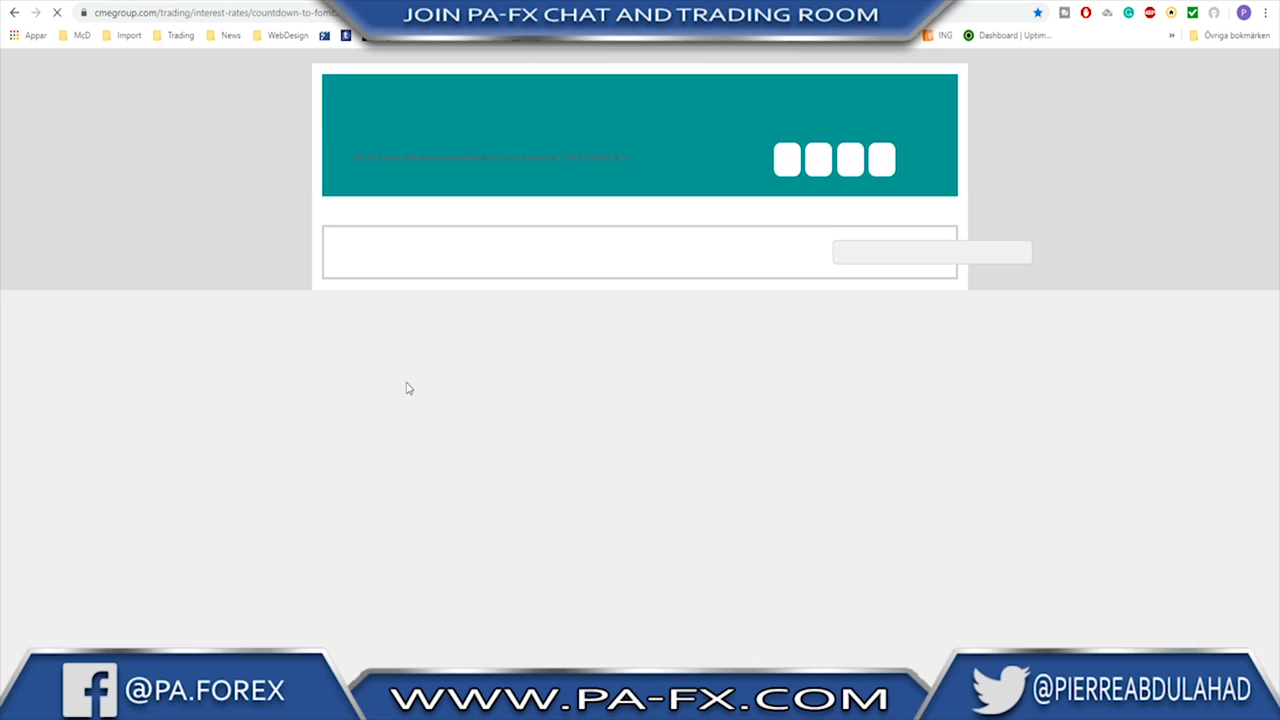 JOIN PA-FX CHAT AND TRADING ROOM
cmegroup.com/trading/interest-rates/countdown-to-fomc
Appar McD Import Trading News WebDesign ING Dashboard | Uptim... » Övriga bokmärken
@PA.FOREX
WWW.PA-FX.COM
@PIERREABDULAHAD